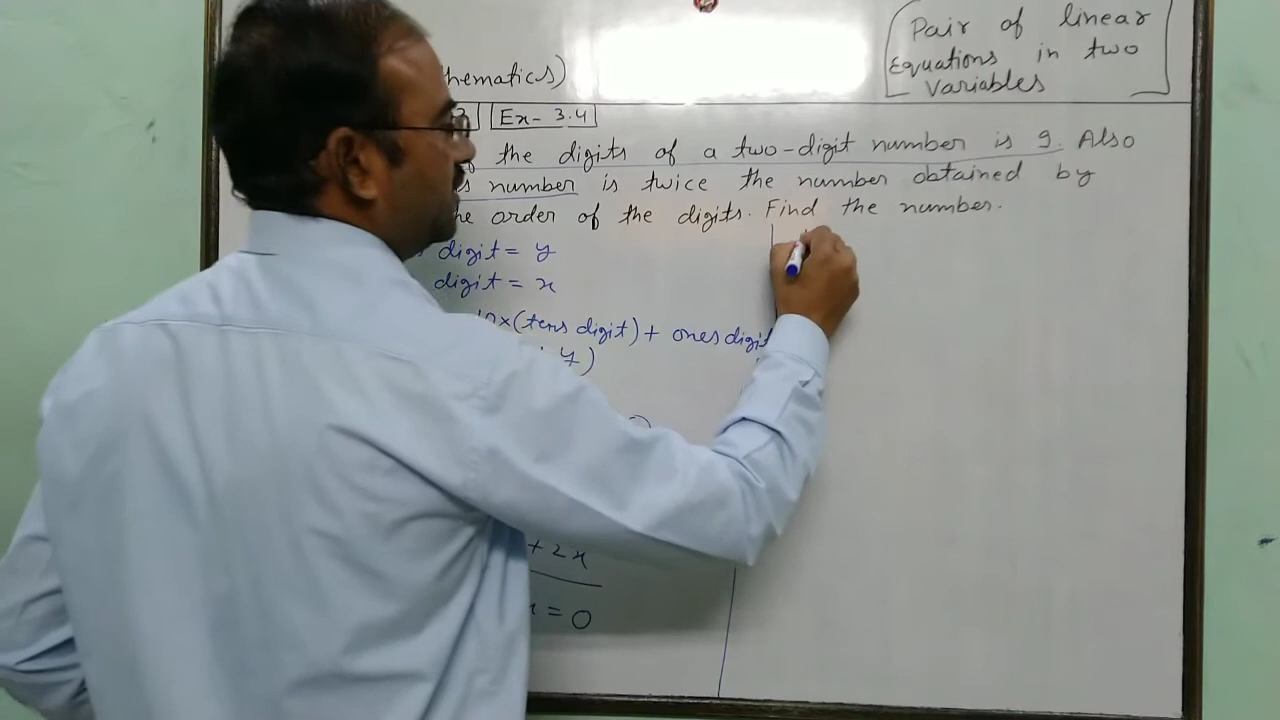 Pair of linear
Equations in two
Variables
hematics)
Ex- 3.4
the digits of a two-digit number is 9. Also
number is twice the number obtained by
he order of the digits. Find the number.
digit = y
digit = x
(tens digit) + ones digit
y)
+ 2x
= 0